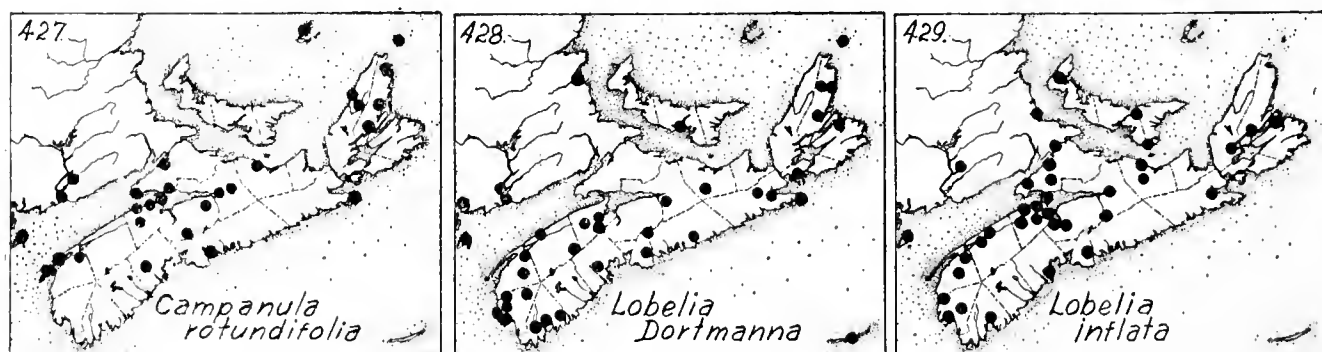 427.
Campanula
rotundifolia
428.
Lobelia
Dortmanna
429.
Lobelia
inflata